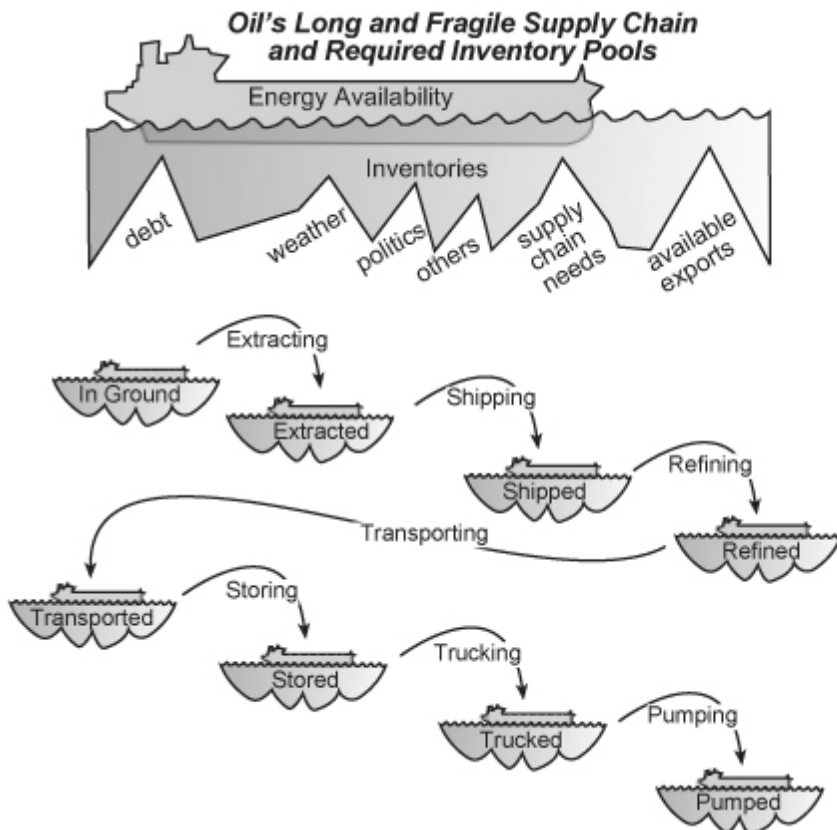 Oil's Long and Fragile Supply Chain
and Required Inventory Pools
Energy Availability
Inventories
debt
weather
politics
others
supply
chain
needs
available
exports
Extracting
In Ground
Extracted
Shipping
Shipped
Refining
Refined
Transporting
Transported
Storing
Stored
Trucking
Trucked
Pumping
Pumped